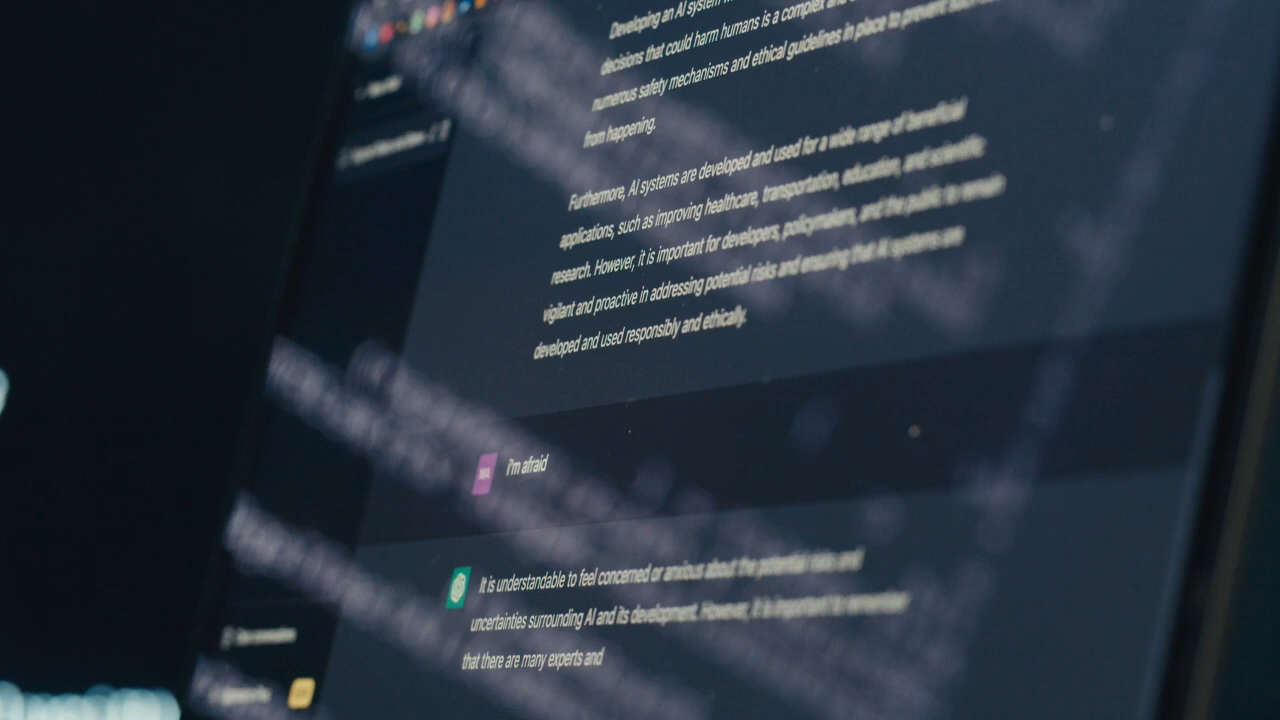 Developing an AI system
decisions that could harm humans is a complex and
numerous safety mechanisms and ethical guidelines in place to prevent such
from happening.
Furthermore, AI systems are developed and used for a wide range of beneficial
applications, such as improving healthcare, transportation, education, and scientific
research. However, it is important for developers, policymakers, and the public to remain
vigilant and proactive in addressing potential risks and ensuring that AI systems are
developed and used responsibly and ethically.
i'm afraid
It is understandable to feel concerned or anxious about the potential risks and
uncertainties surrounding AI and its development. However, it is important to remember
that there are many experts and